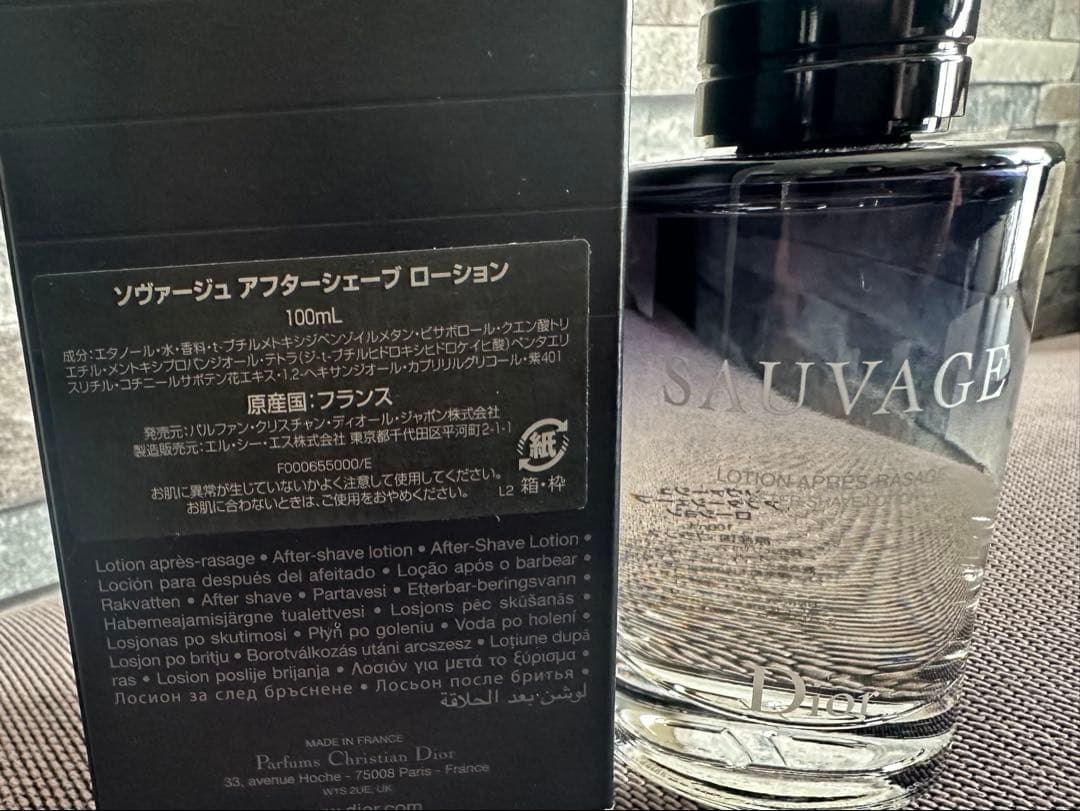 ソヴァージュ アフターシェーブ ローション
100mL
成分:エタノール・水・香料・t-ブチルメトキシジベンゾイルメタン・ビサボロール・クエン酸トリ
エチル・メントキシプロパンジオール・テトラ(ジ-t-ブチルヒドロキシヒドロケイヒ酸)ペンタエリ
スリチル・コチニールサボテン花エキス・1,2-ヘキサンジオール・カプリリルグリコール・紫401
原産国:フランス
発売元:パルファン・クリスチャン・ディオール・ジャポン株式会社
製造販売元:エル・シー・エス株式会社 東京都千代田区平河町2-1-1
F000655000/E
お肌に異常が生じていないかよく注意して使用してください。
お肌に合わないときは、ご使用をおやめください。
L2
紙
箱・枠
Lotion après-rasage • After-shave lotion • After-Shave Lotion •
Loción para después del afeitado • Loção após o barbear •
Rakvatten • After shave • Partavesi • Etterbar-beringsvann •
Habemeajamisjärgne tualettvesi • Losjons pēc skūšanās •
Losjonas po skutimosi • Płyn po goleniu • Voda po holení •
Losjon po britju • Borotválkozás utáni arcszesz • Loțiune după
ras • Losion poslije brijanja • Λοσιόν για μετά το ξύρισμα •
Лосион за след бръснене • Лосьон после бритья •
لوشن بعد الحلاقة
MADE IN FRANCE
Parfums Christian Dior
33, avenue Hoche - 75008 Paris - France
W1S 2UE, UK
dior.com
SAUVAGE
LOTION APRÈS-RA
Dior